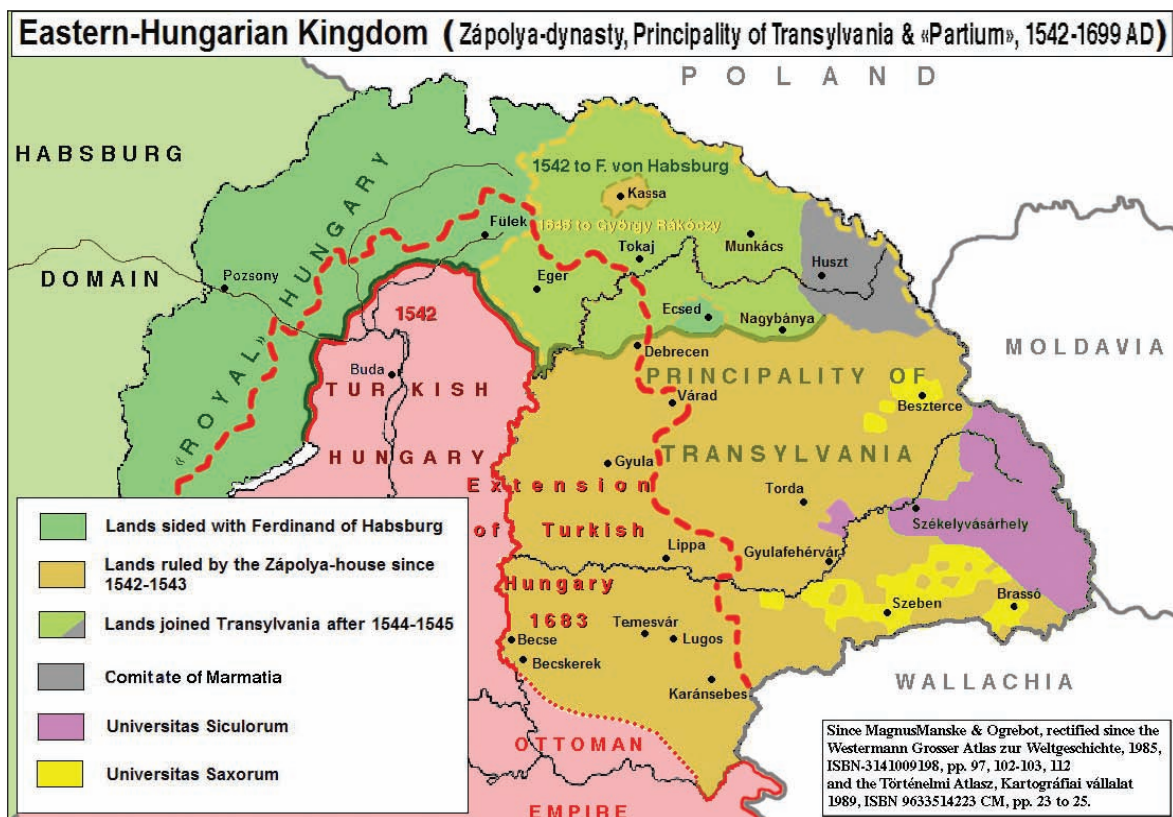 Eastern-Hungarian Kingdom ( Zápolya-dynasty, Principality of Transylvania & «Partium», 1542-1699 AD)
POLAND
HABSBURG
DOMAIN
«ROYAL» HUNGARY
1542 to F. von Habsburg
Kassa
1645 to György Rákóczy
Fülek
Tokaj
Munkács
Huszt
Pozsony
Eger
Ecsed
Nagybánya
1542
MOLDAVIA
Debrecen
Buda
PRINCIPALITY OF
TURKISH
Várad
Beszterce
HUNGARY
TRANSYLVANIA
Gyula
Extension
Torda
Székelyvásárhely
of Turkish
Lippa
Gyulafehérvár
Hungary
Szeben
Brassó
1683
Temesvár
Becse
Lugos
Becskerek
Karánsebes
WALLACHIA
OTTOMAN
EMPIRE
Lands sided with Ferdinand of Habsburg
Lands ruled by the Zápolya-house since
1542-1543
Lands joined Transylvania after 1544-1545
Comitate of Marmatia
Universitas Siculorum
Universitas Saxorum
Since MagnusManske & Ogrebot, rectified since the
Westermann Grosser Atlas zur Weltgeschichte, 1985,
ISBN-3141009198, pp. 97, 102-103, 112
and the Történelmi Atlasz, Kartográfiai vállalat
1989, ISBN 9633514223 CM, pp. 23 to 25.